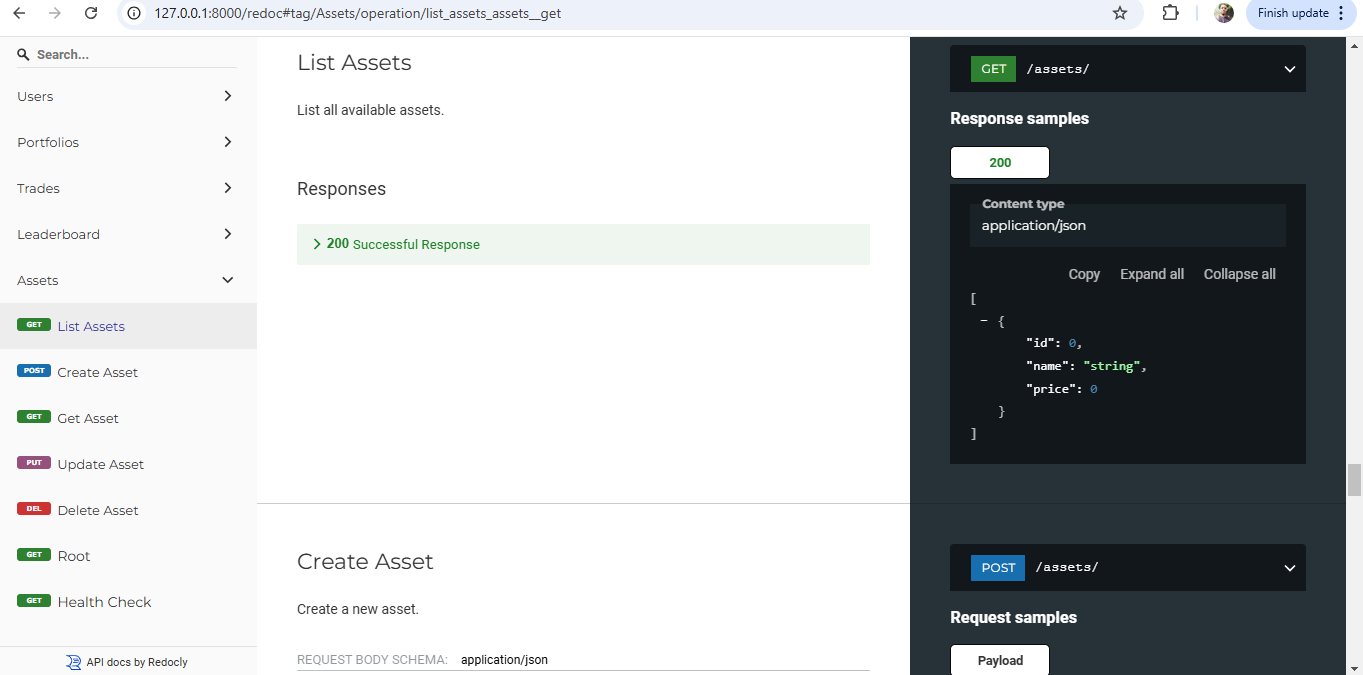 127.0.0.1:8000/redoc#tag/Assets/operation/list_assets_assets__get
Finish update
Search...
Users
Portfolios
Trades
Leaderboard
Assets
GET List Assets
POST Create Asset
GET Get Asset
PUT Update Asset
DEL Delete Asset
GET Root
GET Health Check
API docs by Redocly
List Assets
List all available assets.
Responses
200 Successful Response
Create Asset
Create a new asset.
REQUEST BODY SCHEMA: application/json
GET /assets/
Response samples
200
Content type
application/json
Copy Expand all Collapse all
[
− {
"id": 0,
"name": "string",
"price": 0
}
]
POST /assets/
Request samples
Payload